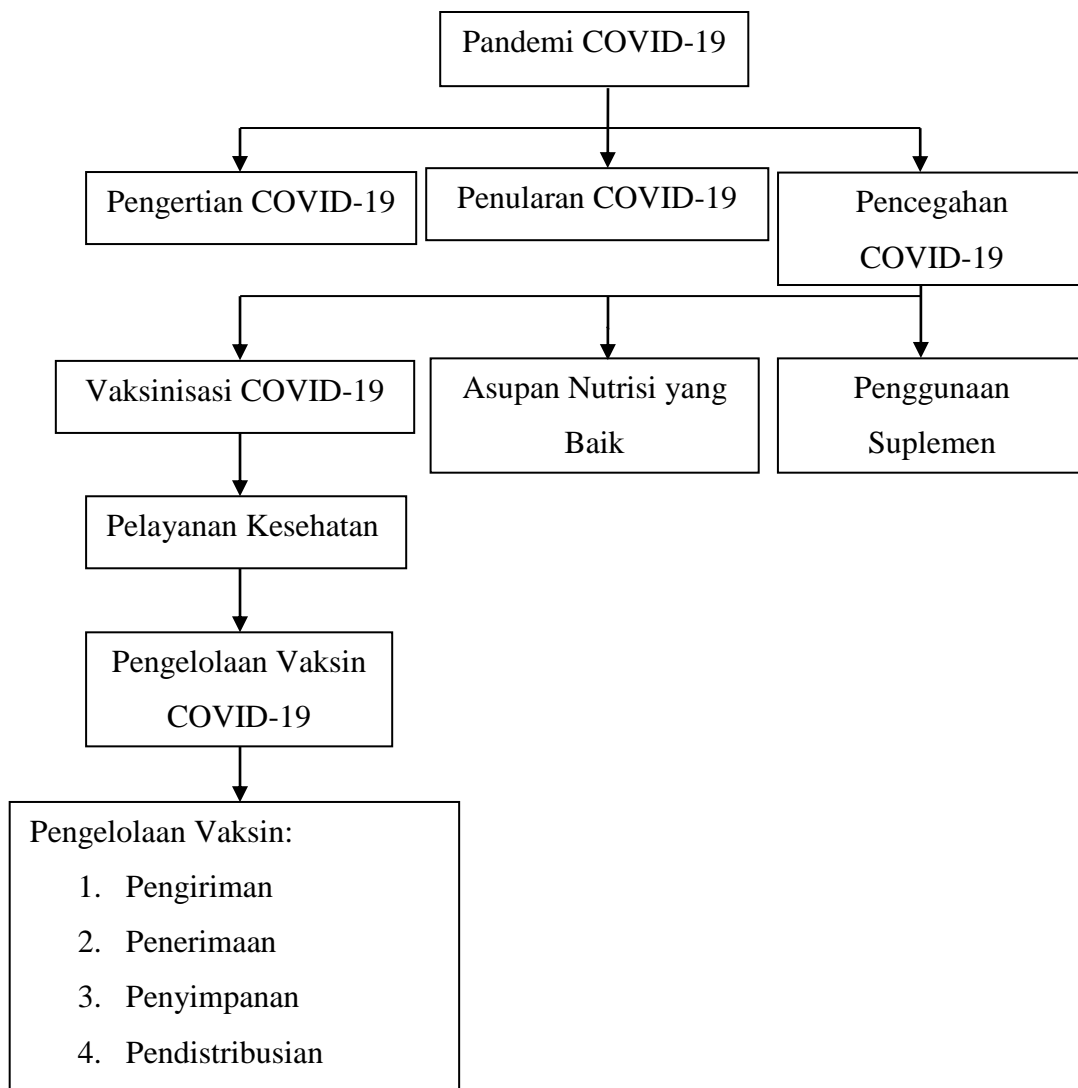 Pandemi COVID-19
Pengertian COVID-19
Penularan COVID-19
Pencegahan
COVID-19
Vaksinisasi COVID-19
Asupan Nutrisi yang
Baik
Penggunaan
Suplemen
Pelayanan Kesehatan
Pengelolaan Vaksin
COVID-19
Pengelolaan Vaksin:
1. Pengiriman
2. Penerimaan
3. Penyimpanan
4. Pendistribusian